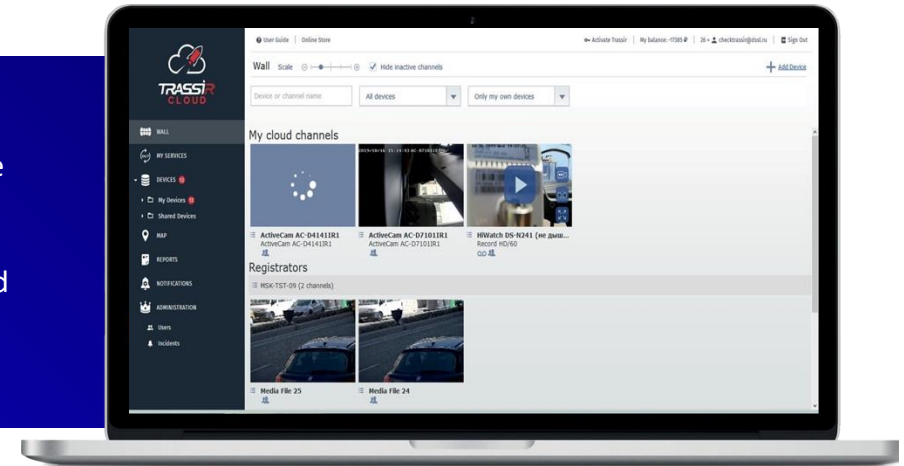 e
d
TRASSIR
CLOUD
User Guide
Online Store
Activate Trassir
My balance: -17385 ₽
26 • checktrassir@dssl.ru
Sign Out
Wall
Scale
Hide inactive channels
Add Device
Device or channel name
All devices
Only my own devices
WALL
MY SERVICES
DEVICES
My Devices
Shared Devices
MAP
REPORTS
NOTIFICATIONS
ADMINISTRATION
Users
Incidents
My cloud channels
ActiveCam AC-D4141IR1
ActiveCam AC-D4141IR1
ActiveCam AC-D7101IR1
ActiveCam AC-D7101IR1
HiWatch DS-N241 (не дыш...
Record HD/60
Registrators
MSK-TST-09 (2 channels)
Media File 25
Media File 24